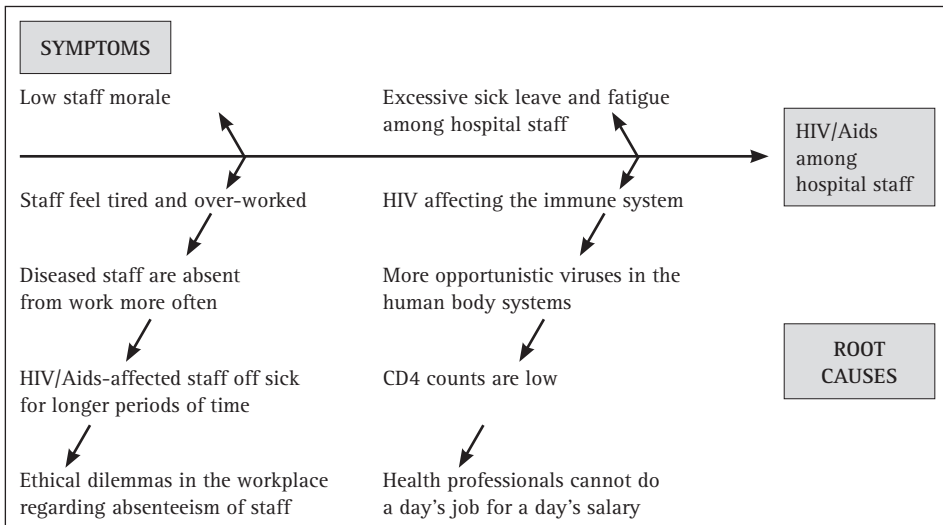 SYMPTOMS
Low staff morale
Excessive sick leave and fatigue
among hospital staff
HIV/Aids
among
hospital staff
Staff feel tired and over-worked
HIV affecting the immune system
Diseased staff are absent
from work more often
More opportunistic viruses in the
human body systems
ROOT
CAUSES
HIV/Aids-affected staff off sick
for longer periods of time
CD4 counts are low
Ethical dilemmas in the workplace
regarding absenteeism of staff
Health professionals cannot do
a day's job for a day's salary